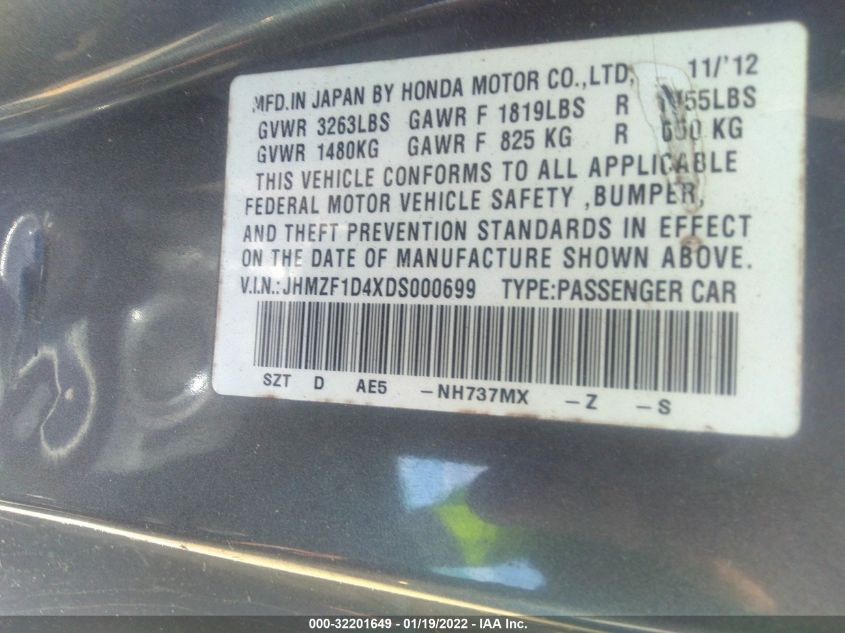 MFD.IN JAPAN BY HONDA MOTOR CO.,LTD, 11/'12
GVWR 3263LBS GAWR F 1819LBS R
GVWR 1480KG GAWR F 825 KG R KG
THIS VEHICLE CONFORMS TO ALL APPLICABLE
FEDERAL MOTOR VEHICLE SAFETY ,BUMPER,
AND THEFT PREVENTION STANDARDS IN EFFECT
ON THE DATE OF MANUFACTURE SHOWN ABOVE.
V.I.N.:JHMZF1D4XDS000699 TYPE:PASSENGER CAR
SZT D AE5 -NH737MX -Z -S
000-32201649 - 01/19/2022 - IAA Inc.